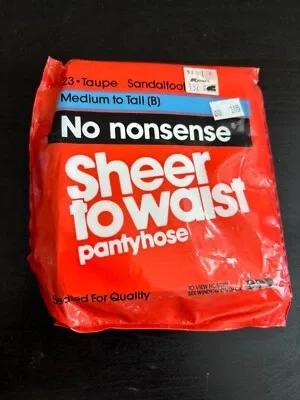 23 • Taupe Sandalfoot
Medium to Tall (B)
No nonsense
Sheer
to waist
pantyhose
Sealed For Quality